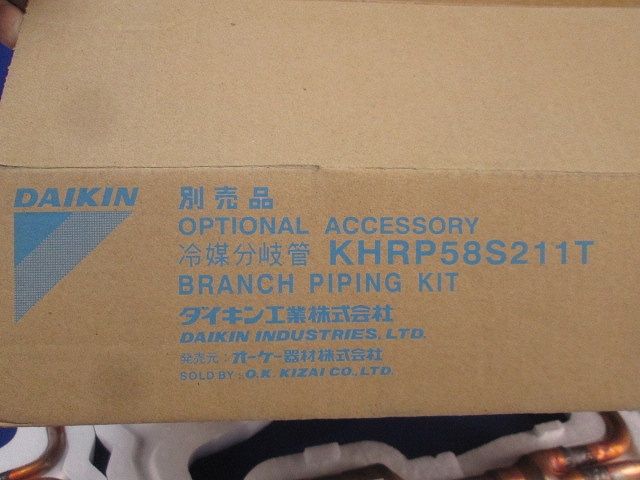 DAIKIN
別売品
OPTIONAL ACCESSORY
冷媒分岐管 KHRP58S211T
BRANCH PIPING KIT
ダイキン工業株式会社
DAIKIN INDUSTRIES, LTD.
発売元:オーケー器材株式会社
SOLD BY: O.K. KIZAI CO., LTD.